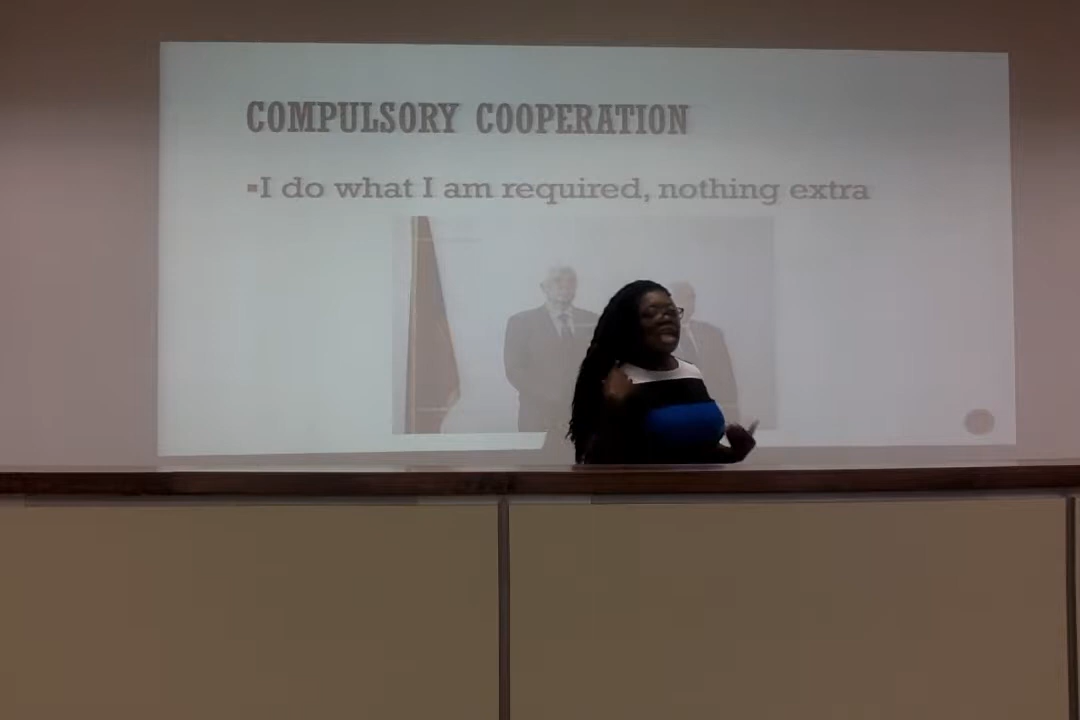 COMPULSORY COOPERATION
▪I do what I am required, nothing extra